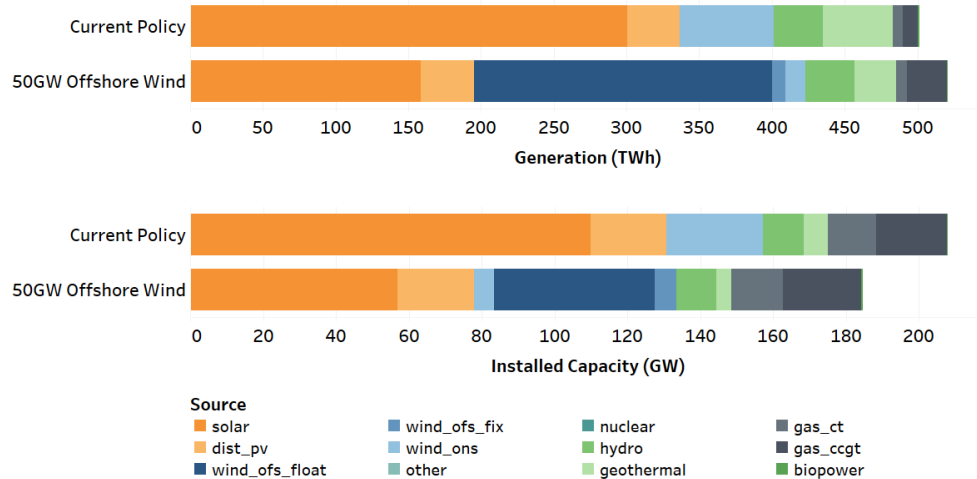 Current Policy
50GW Offshore Wind
0 50 100 150 200 250 300 350 400 450 500
Generation (TWh)
Current Policy
50GW Offshore Wind
0 20 40 60 80 100 120 140 160 180 200
Installed Capacity (GW)
Source
solar wind_ofs_fix nuclear gas_ct
dist_pv wind_ons hydro gas_ccgt
wind_ofs_float other geothermal biopower